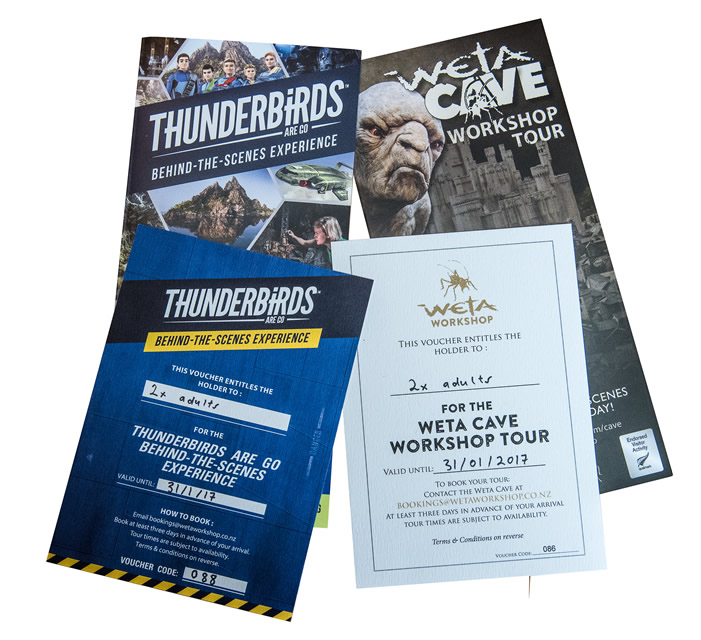 THUNDERBiRDS™
ARE GO
BEHIND-THE-SCENES EXPERIENCE
WETA
CAVE
WORKSHOP
TOUR
SCENES
DAY!
m/cave
Endorsed
Visitor
Activity
THUNDERBiRDS™
ARE GO
BEHIND-THE-SCENES EXPERIENCE
THIS VOUCHER ENTITLES THE
HOLDER TO :
2x adults
FOR THE
THUNDERBIRDS ARE GO
BEHIND-THE-SCENES
EXPERIENCE
VALID UNTIL: 31/1/17
HOW TO BOOK :
Email bookings@wetaworkshop.co.nz
Book at least three days in advance of your arrival.
Tour times are subject to availability.
Terms & conditions on reverse.
VOUCHER CODE: 088
WETA
WORKSHOP
THIS VOUCHER ENTITLES THE
HOLDER TO :
2x adults
FOR THE
WETA CAVE
WORKSHOP TOUR
VALID UNTIL: 31/01/2017
TO BOOK YOUR TOUR:
CONTACT THE WETA CAVE AT
BOOKINGS@WETAWORKSHOP.CO.NZ
AT LEAST THREE DAYS IN ADVANCE OF YOUR ARRIVAL
TOUR TIMES ARE SUBJECT TO AVAILABILITY.
Terms & Conditions on reverse
VOUCHER CODE: 086